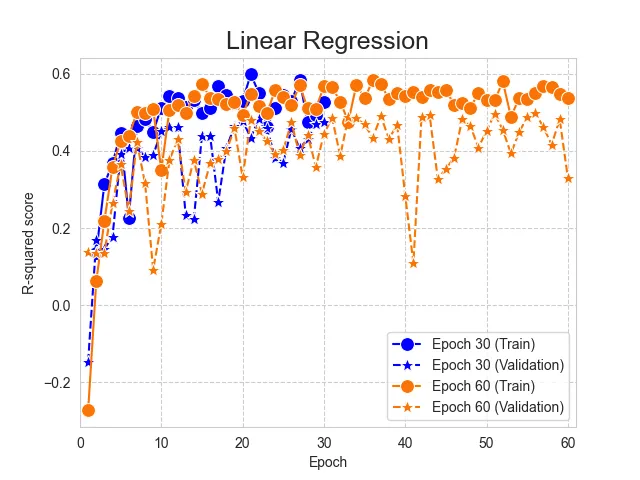 Linear Regression
R-squared score
0.6
0.4
0.2
0.0
−0.2
0 10 20 30 40 50 60
Epoch
Epoch 30 (Train)
Epoch 30 (Validation)
Epoch 60 (Train)
Epoch 60 (Validation)